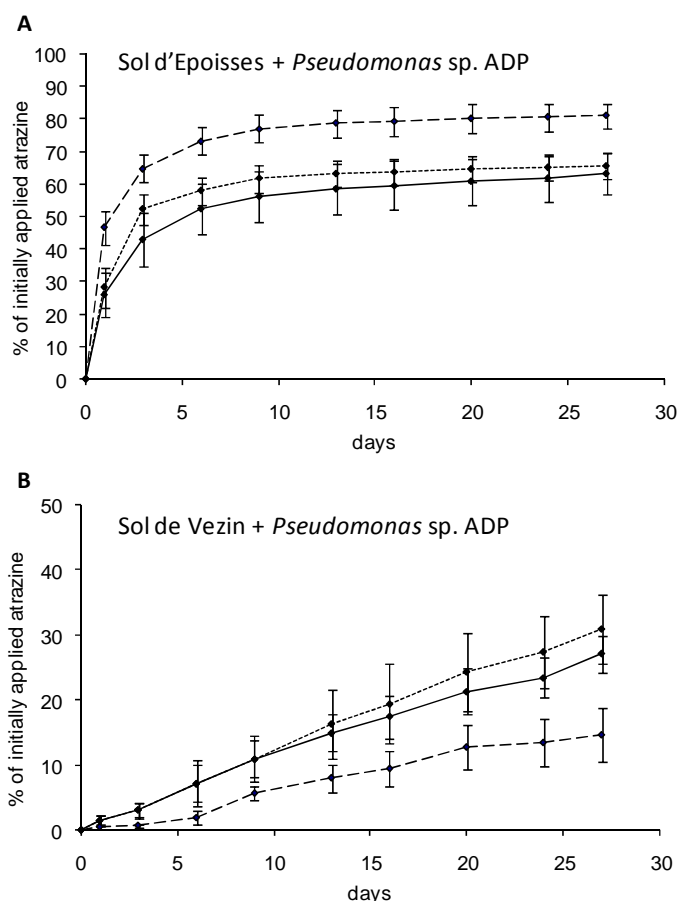 A
Sol d'Epoisses + Pseudomonas sp. ADP
% of initially applied atrazine
100
90
80
70
60
50
40
30
20
10
0
0 5 10 15 20 25 30
days
B
Sol de Vezin + Pseudomonas sp. ADP
% of initially applied atrazine
50
40
30
20
10
0
0 5 10 15 20 25 30
days